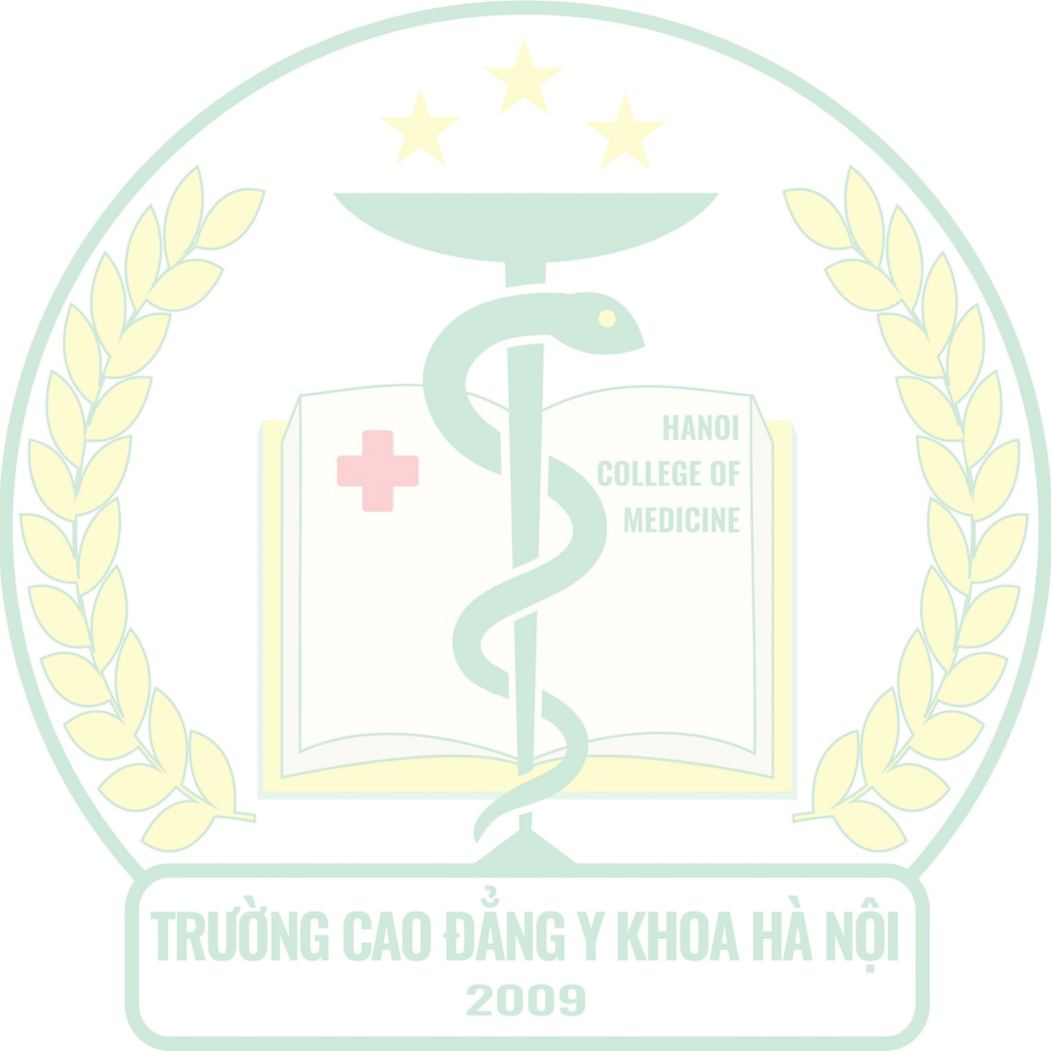 HANOI
COLLEGE OF
MEDICINE
TRƯỜNG CAO ĐẲNG Y KHOA HÀ NỘI
2009